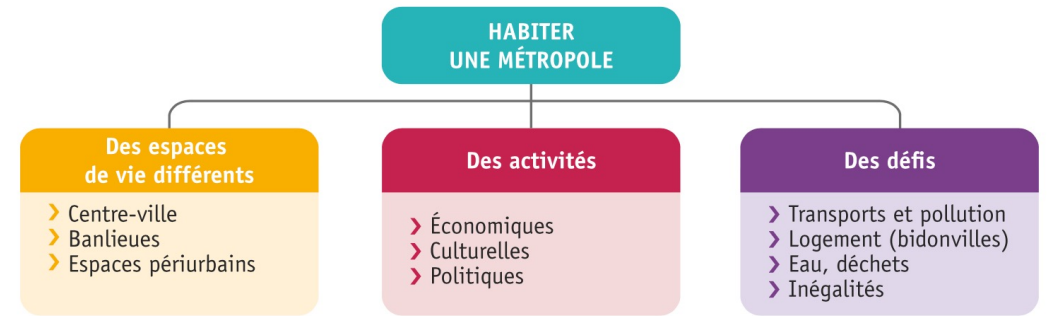 HABITER
UNE MÉTROPOLE
Des espaces
de vie différents
❯ Centre-ville
❯ Banlieues
❯ Espaces périurbains
Des activités
❯ Économiques
❯ Culturelles
❯ Politiques
Des défis
❯ Transports et pollution
❯ Logement (bidonvilles)
❯ Eau, déchets
❯ Inégalités